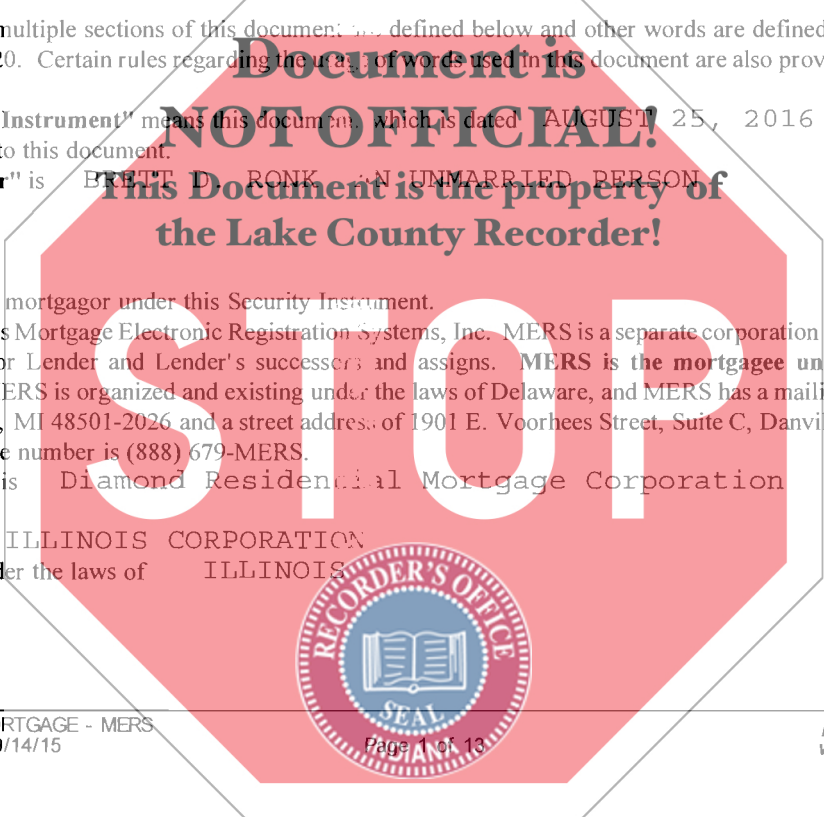 multiple sections of this document are defined below and other words are defined
20. Certain rules regarding the usage of words used in this document are also prov
Document is
Instrument" means this document, which is dated AUGUST 25, 2016
NOT OFFICIAL!
to this document.
r" is BRETT D. RONK AN UNMARRIED PERSON
This Document is the property of
the Lake County Recorder!
mortgagor under this Security Instrument.
s Mortgage Electronic Registration Systems, Inc. MERS is a separate corporation
or Lender and Lender's successors and assigns. MERS is the mortgagee un
ERS is organized and existing under the laws of Delaware, and MERS has a maili
, MI 48501-2026 and a street address of 1901 E. Voorhees Street, Suite C, Danvil
e number is (888) 679-MERS.
STOP
is Diamond Residential Mortgage Corporation
ILLINOIS CORPORATION
der the laws of ILLINOIS
RECORDER'S OFFICE
SEAL
INDIANA
RTGAGE - MERS
/14/15
Page 1 of 13